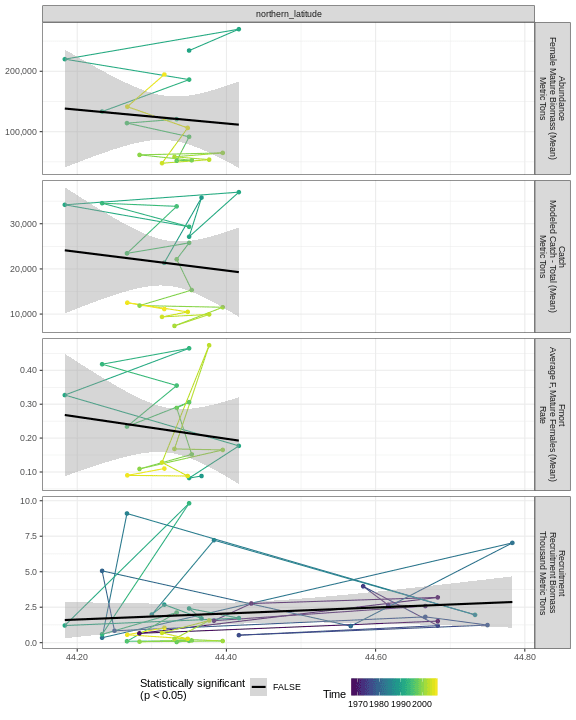 northern_latitude
200,000
100,000
Abundance
Female Mature Biomass (Mean)
Metric Tons
30,000
20,000
10,000
Catch
Modeled Catch - Total (Mean)
Metric Tons
0.40
0.30
0.20
0.10
Fmort
Average F, Mature Females (Mean)
Rate
10.0
7.5
5.0
2.5
0.0
Recruitment
Recruitment Biomass
Thousand Metric Tons
44.20 44.40 44.60 44.80
Statistically significant
(p < 0.05)
FALSE
Time
1970 1980 1990 2000